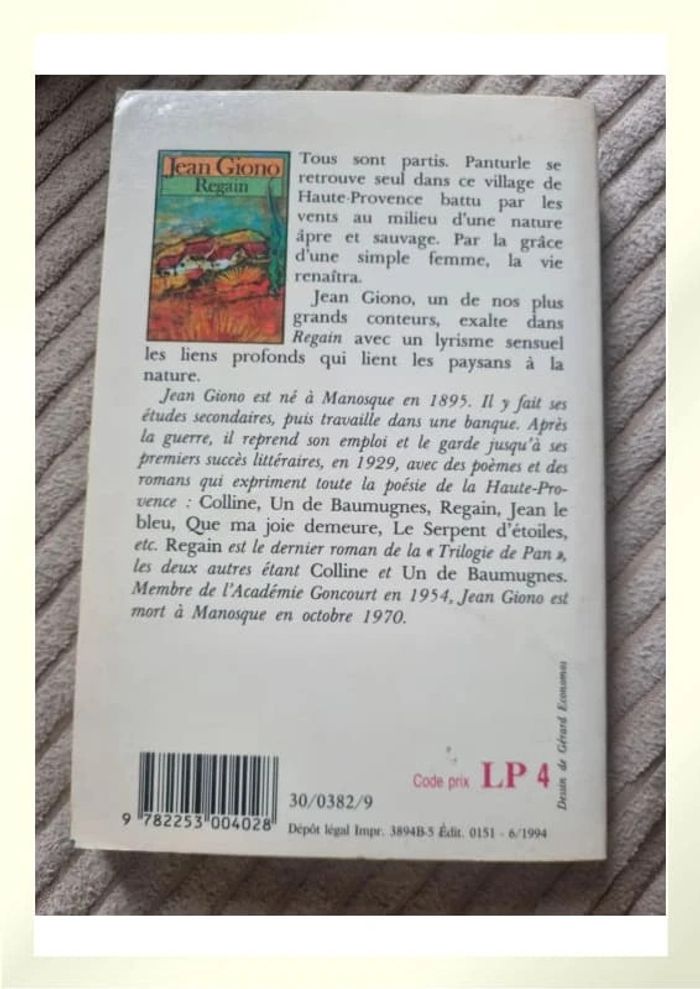 Jean Giono
Regain
Tous sont partis. Panturle se
retrouve seul dans ce village de
Haute-Provence battu par les
vents au milieu d'une nature
âpre et sauvage. Par la grâce
d'une simple femme, la vie
renaîtra.
Jean Giono, un de nos plus
grands conteurs, exalte dans
Regain avec un lyrisme sensuel
les liens profonds qui lient les paysans à la
nature.
Jean Giono est né à Manosque en 1895. Il y fait ses
études secondaires, puis travaille dans une banque. Après
la guerre, il reprend son emploi et le garde jusqu'à ses
premiers succès littéraires, en 1929, avec des poèmes et des
romans qui expriment toute la poésie de la Haute-Pro-
vence : Colline, Un de Baumugnes, Regain, Jean le
bleu, Que ma joie demeure, Le Serpent d'étoiles,
etc. Regain est le dernier roman de la « Trilogie de Pan »,
les deux autres étant Colline et Un de Baumugnes.
Membre de l'Académie Goncourt en 1954, Jean Giono est
mort à Manosque en octobre 1970.
Dessin de Gérard Economos
Code prix LP 4
9 782253 004028
30/0382/9
Dépôt légal Impr. 3894B-5 Édit. 0151 - 6/1994